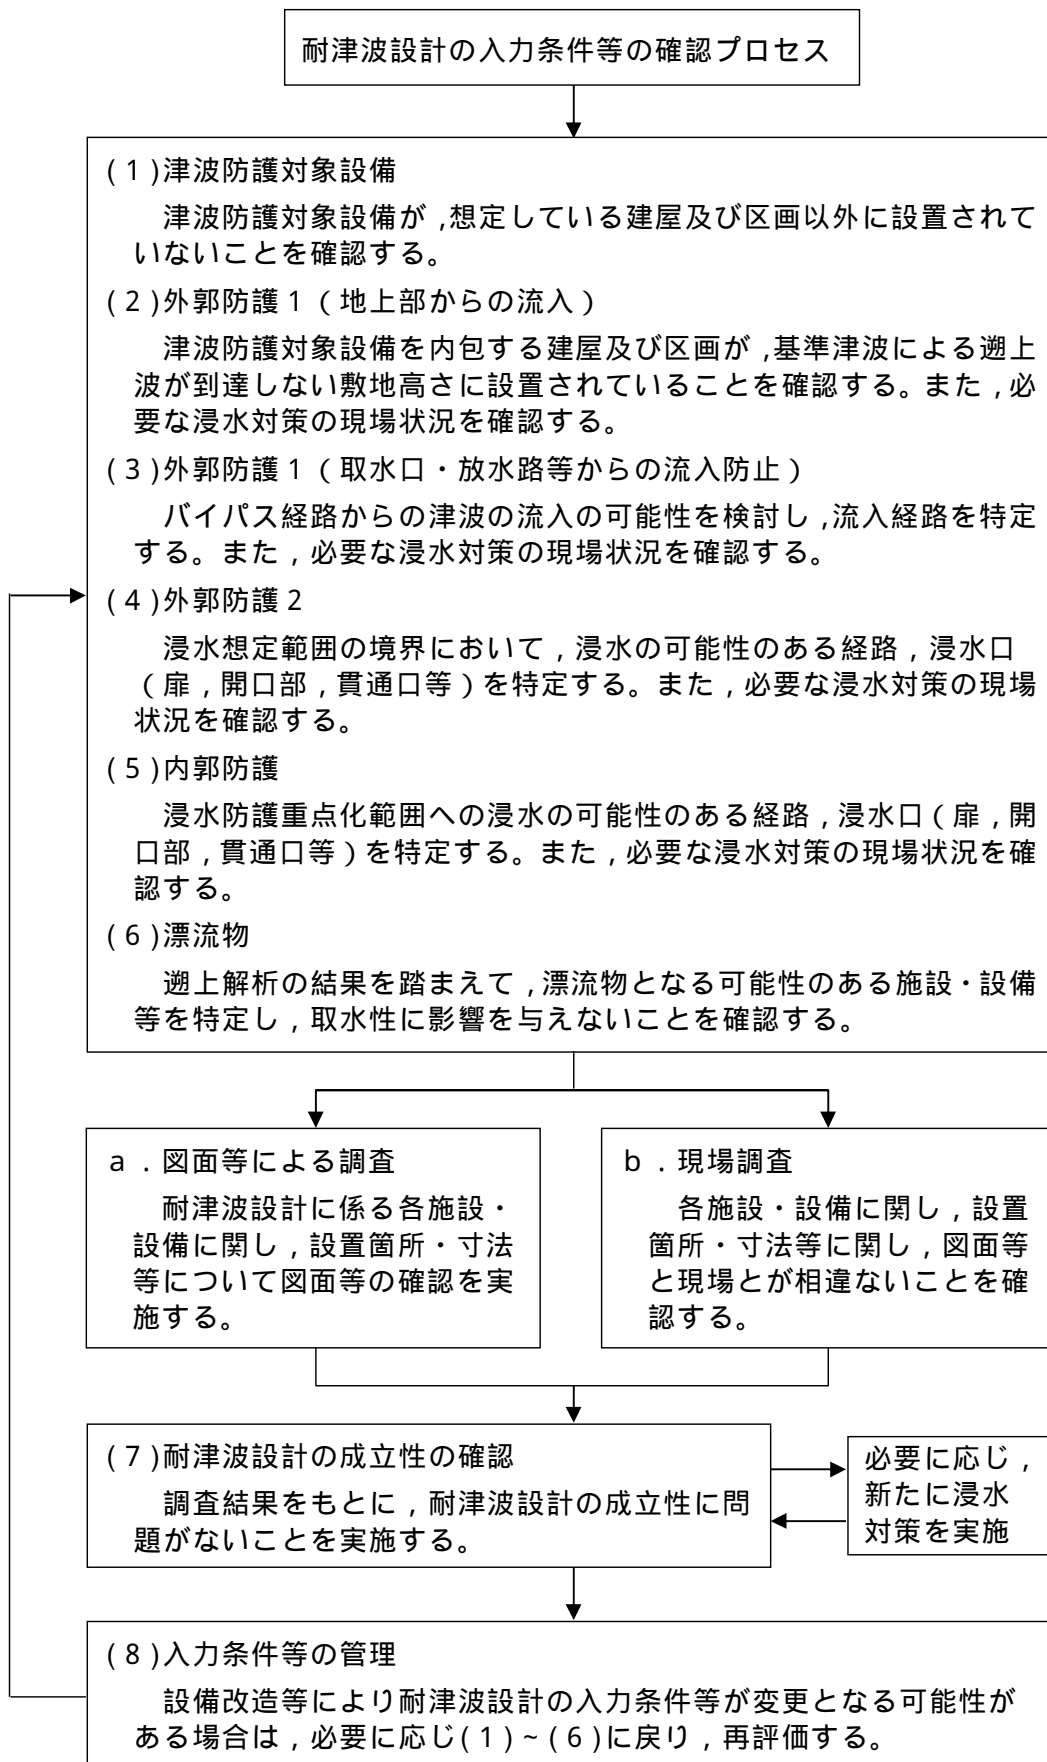 耐津波設計の入力条件等の確認プロセス
(1)津波防護対象設備
津波防護対象設備が,想定している建屋及び区画以外に設置されて
いないことを確認する。
(2)外郭防護1(地上部からの流入)
津波防護対象設備を内包する建屋及び区画が,基準津波による遡上
波が到達しない敷地高さに設置されていることを確認する。また,必
要な浸水対策の現場状況を確認する。
(3)外郭防護1(取水口・放水路等からの流入防止)
バイパス経路からの津波の流入の可能性を検討し,流入経路を特定
する。また,必要な浸水対策の現場状況を確認する。
(4)外郭防護2
浸水想定範囲の境界において,浸水の可能性のある経路,浸水口
(扉,開口部,貫通口等)を特定する。また,必要な浸水対策の現場
状況を確認する。
(5)内郭防護
浸水防護重点化範囲への浸水の可能性のある経路,浸水口(扉,開
口部,貫通口等)を特定する。また,必要な浸水対策の現場状況を確
認する。
(6)漂流物
遡上解析の結果を踏まえて,漂流物となる可能性のある施設・設備
等を特定し,取水性に影響を与えないことを確認する。
a.図面等による調査
耐津波設計に係る各施設・
設備に関し,設置箇所・寸法
等について図面等の確認を実
施する。
b.現場調査
各施設・設備に関し,設置
箇所・寸法等に関し,図面等
と現場とが相違ないことを確
認する。
(7)耐津波設計の成立性の確認
調査結果をもとに,耐津波設計の成立性に問
題がないことを実施する。
必要に応じ,
新たに浸水
対策を実施
(8)入力条件等の管理
設備改造等により耐津波設計の入力条件等が変更となる可能性が
ある場合は,必要に応じ(1)~(6)に戻り,再評価する。